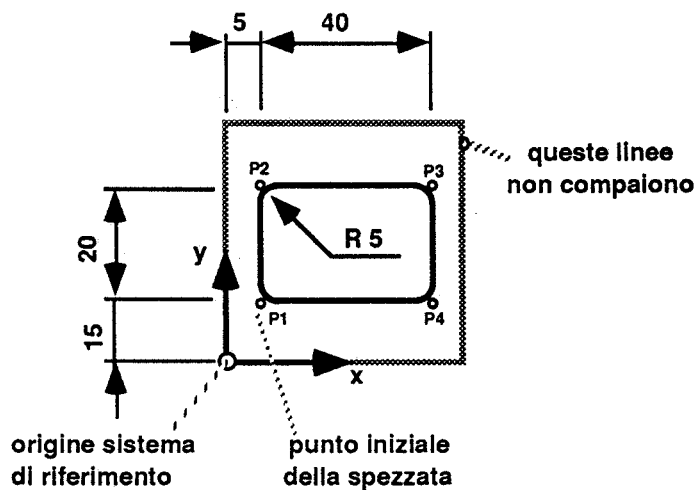 5
40
queste linee
non compaiono
P2
P3
R 5
20
y
P1
P4
15
x
origine sistema
di riferimento
punto iniziale
della spezzata